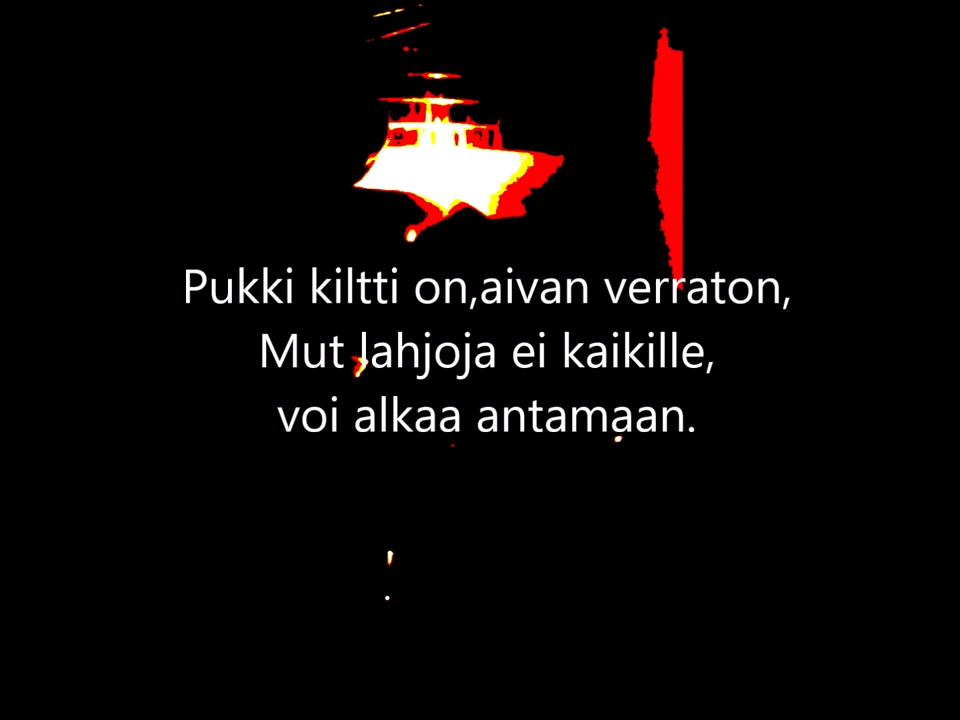 Pukki kiltti on,aivan verraton,
Mut lahjoja ei kaikille,
voi alkaa antamaan.